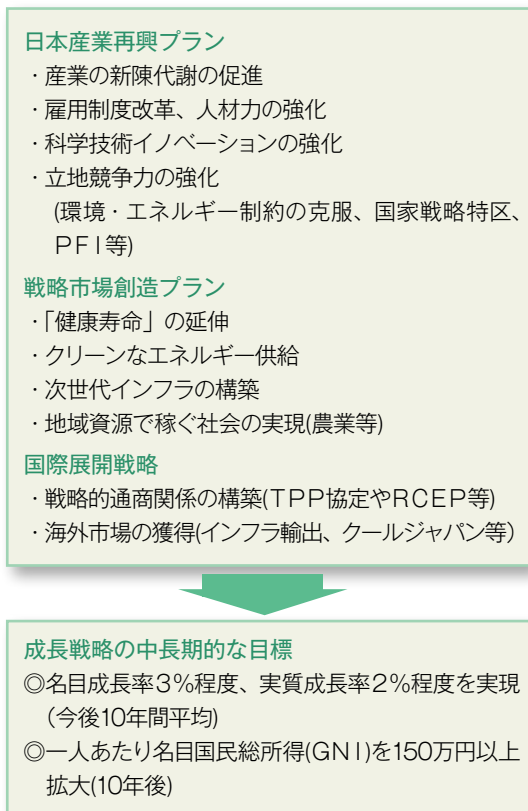 日本産業再興プラン
・産業の新陳代謝の促進
・雇用制度改革、人材力の強化
・科学技術イノベーションの強化
・立地競争力の強化
(環境・エネルギー制約の克服、国家戦略特区、
ＰＦＩ等)
戦略市場創造プラン
・「健康寿命」の延伸
・クリーンなエネルギー供給
・次世代インフラの構築
・地域資源で稼ぐ社会の実現(農業等)
国際展開戦略
・戦略的通商関係の構築(ＴＰＰ協定やＲＣＥＰ等)
・海外市場の獲得(インフラ輸出、クールジャパン等)
成長戦略の中長期的な目標
◎名目成長率３％程度、実質成長率２％程度を実現
(今後10年間平均)
◎一人あたり名目国民総所得(ＧＮＩ)を150万円以上
拡大(10年後)